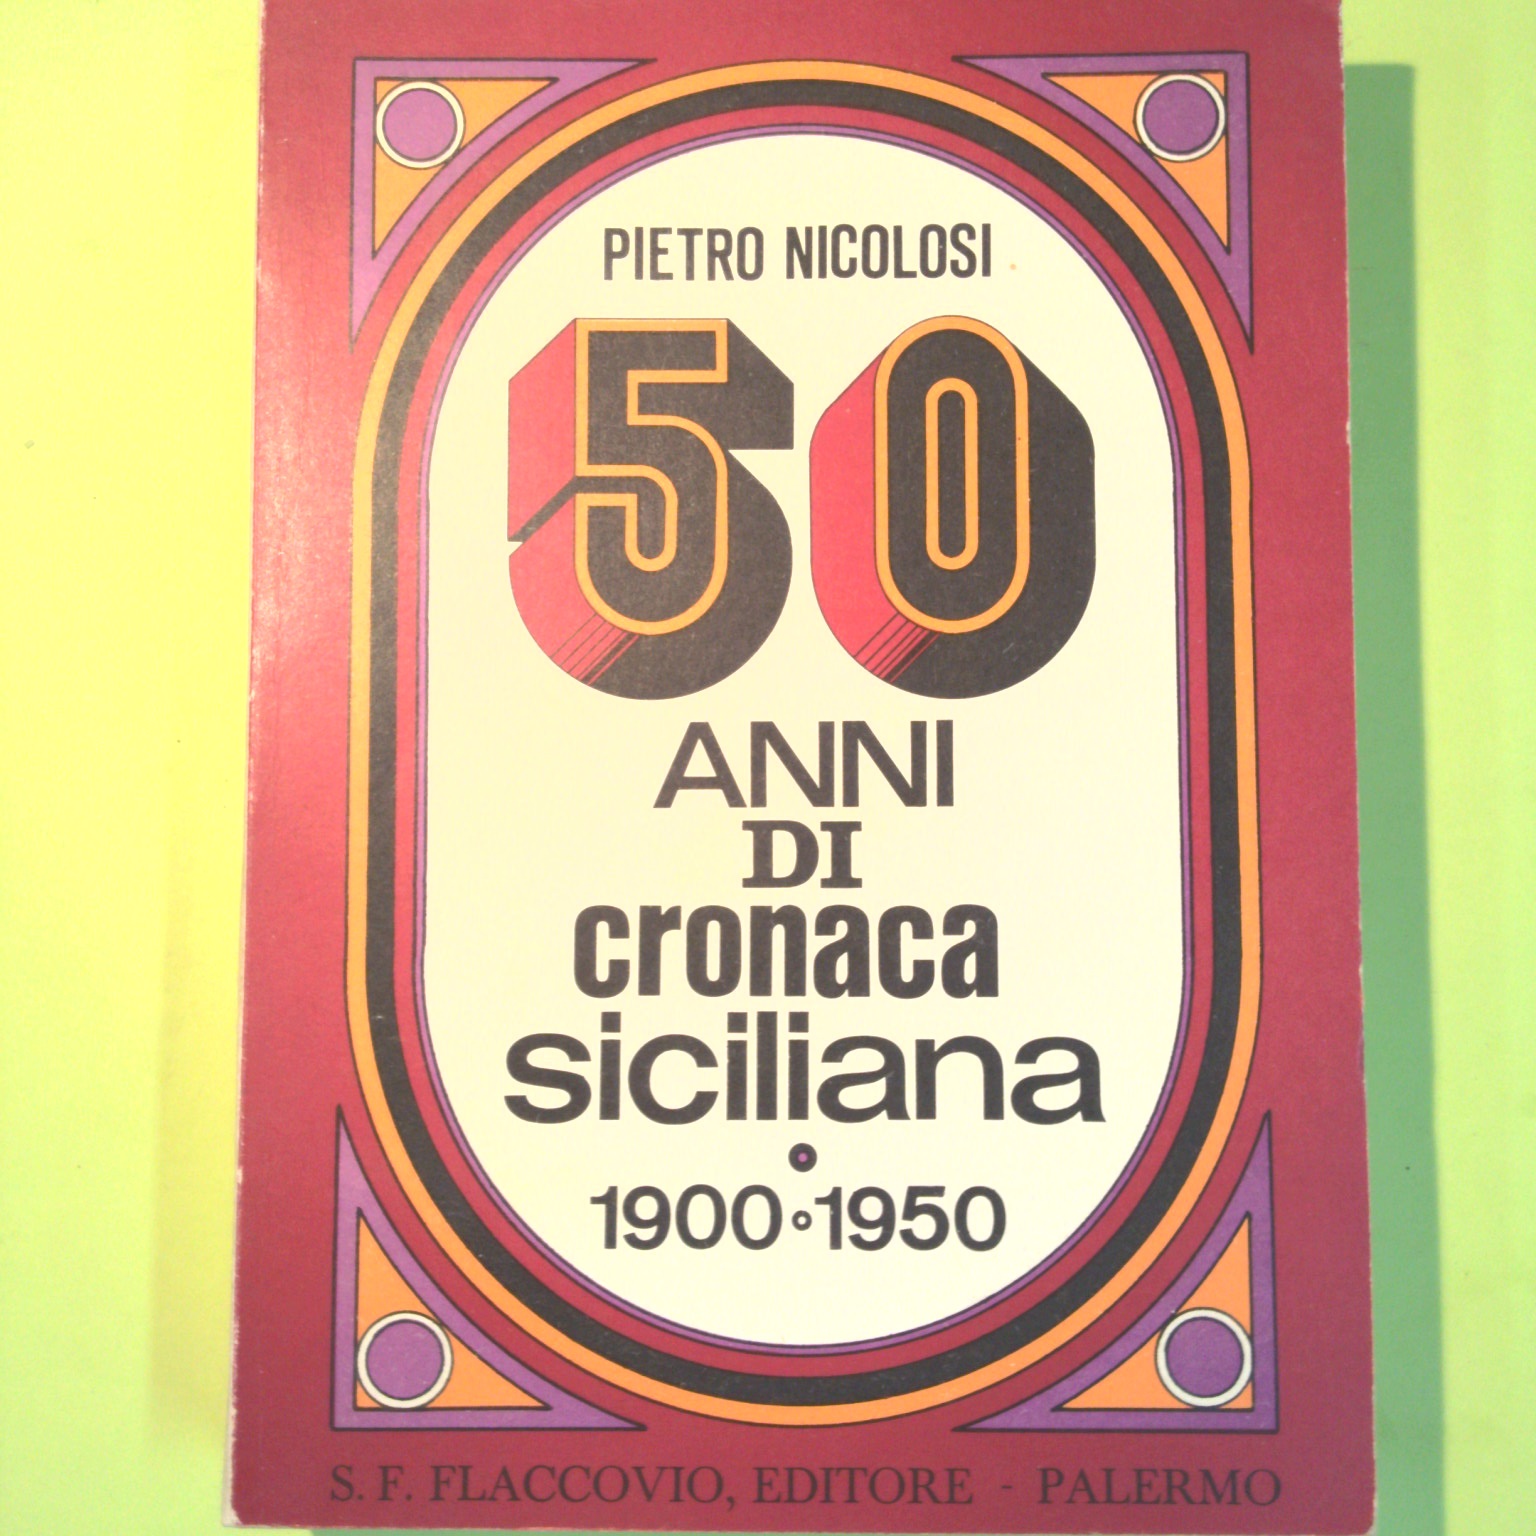 PIETRO NICOLOSI
50
ANNI
DI
cronaca
siciliana
1900 • 1950
S. F. FLACCOVIO, EDITORE - PALERMO